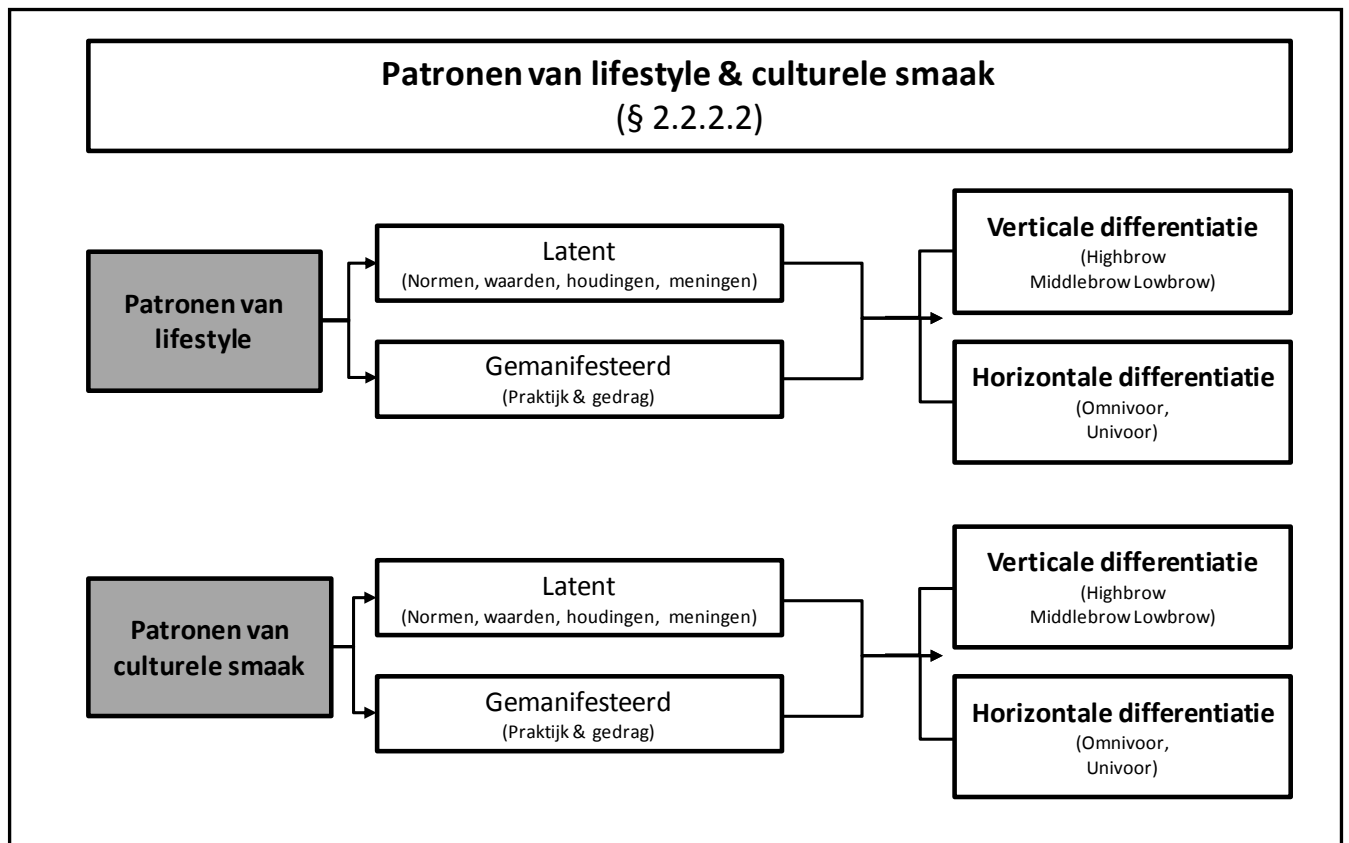 Patronen van lifestyle & culturele smaak
(§ 2.2.2.2)
Patronen van
lifestyle
Latent
(Normen, waarden, houdingen, meningen)
Gemanifesteerd
(Praktijk & gedrag)
Verticale differentiatie
(Highbrow
Middlebrow Lowbrow)
Horizontale differentiatie
(Omnivoor,
Univoor)
Patronen van
culturele smaak
Latent
(Normen, waarden, houdingen, meningen)
Gemanifesteerd
(Praktijk & gedrag)
Verticale differentiatie
(Highbrow
Middlebrow Lowbrow)
Horizontale differentiatie
(Omnivoor,
Univoor)